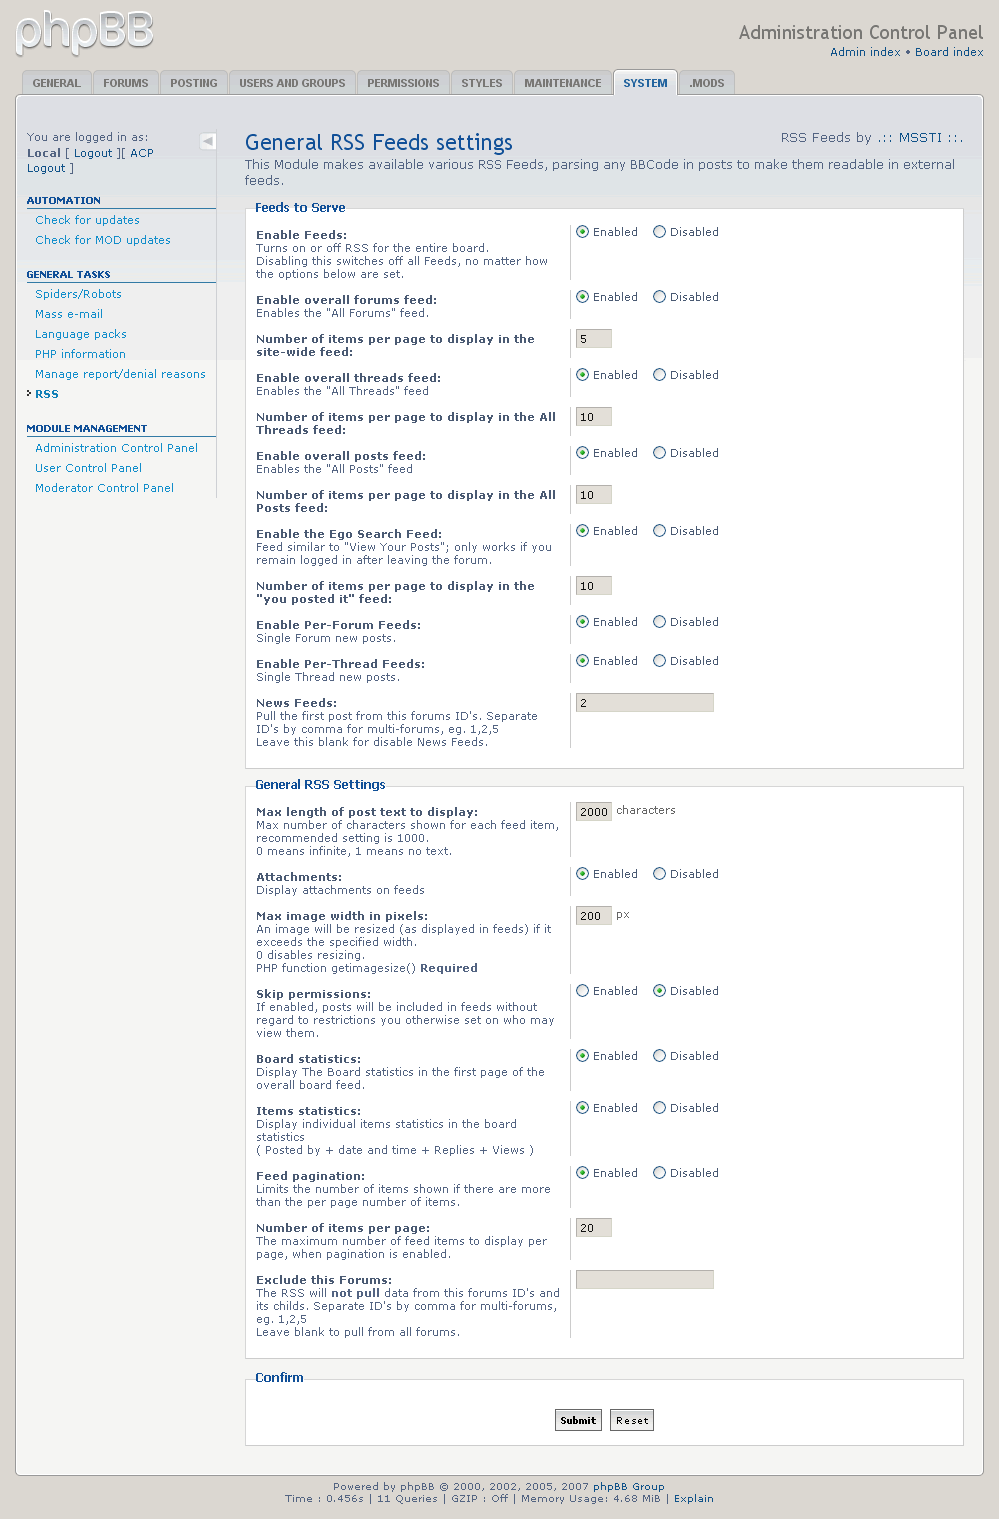 phpBB
Administration Control Panel
Admin index • Board index
GENERAL FORUMS POSTING USERS AND GROUPS PERMISSIONS STYLES MAINTENANCE SYSTEM .MODS
You are logged in as:
Local [ Logout ][ ACP
Logout ]
AUTOMATION
Check for updates
Check for MOD updates
GENERAL TASKS
Spiders/Robots
Mass e-mail
Language packs
PHP information
Manage report/denial reasons
RSS
MODULE MANAGEMENT
Administration Control Panel
User Control Panel
Moderator Control Panel
General RSS Feeds settings
RSS Feeds by .:: MSSTI ::.
This Module makes available various RSS Feeds, parsing any BBCode in posts to make them readable in external
feeds.
Feeds to Serve
Enable Feeds: Enabled Disabled
Turns on or off RSS for the entire board.
Disabling this switches off all Feeds, no matter how
the options below are set.
Enable overall forums feed: Enabled Disabled
Enables the "All Forums" feed.
Number of items per page to display in the 5
site-wide feed:
Enable overall threads feed: Enabled Disabled
Enables the "All Threads" feed
Number of items per page to display in the All 10
Threads feed:
Enable overall posts feed: Enabled Disabled
Enables the "All Posts" feed
Number of items per page to display in the All 10
Posts feed:
Enable the Ego Search Feed: Enabled Disabled
Feed similar to "View Your Posts"; only works if you
remain logged in after leaving the forum.
Number of items per page to display in the 10
"you posted it" feed:
Enable Per-Forum Feeds: Enabled Disabled
Single Forum new posts.
Enable Per-Thread Feeds: Enabled Disabled
Single Thread new posts.
News Feeds: 2
Pull the first post from this forums ID's. Separate
ID's by comma for multi-forums, eg. 1,2,5
Leave this blank for disable News Feeds.
General RSS Settings
Max length of post text to display: 2000 characters
Max number of characters shown for each feed item,
recommended setting is 1000.
0 means infinite, 1 means no text.
Attachments: Enabled Disabled
Display attachments on feeds
Max image width in pixels: 200 px
An image will be resized (as displayed in feeds) if it
exceeds the specified width.
0 disables resizing.
PHP function getimagesize() Required
Skip permissions: Enabled Disabled
If enabled, posts will be included in feeds without
regard to restrictions you otherwise set on who may
view them.
Board statistics: Enabled Disabled
Display The Board statistics in the first page of the
overall board feed.
Items statistics: Enabled Disabled
Display individual items statistics in the board
statistics
( Posted by + date and time + Replies + Views )
Feed pagination: Enabled Disabled
Limits the number of items shown if there are more
than the per page number of items.
Number of items per page: 20
The maximum number of feed items to display per
page, when pagination is enabled.
Exclude this Forums:
The RSS will not pull data from this forums ID's and
its childs. Separate ID's by comma for multi-forums,
eg. 1,2,5
Leave blank to pull from all forums.
Confirm
Submit Reset
Powered by phpBB © 2000, 2002, 2005, 2007 phpBB Group
Time : 0.456s | 11 Queries | GZIP : Off | Memory Usage: 4.68 MiB | Explain